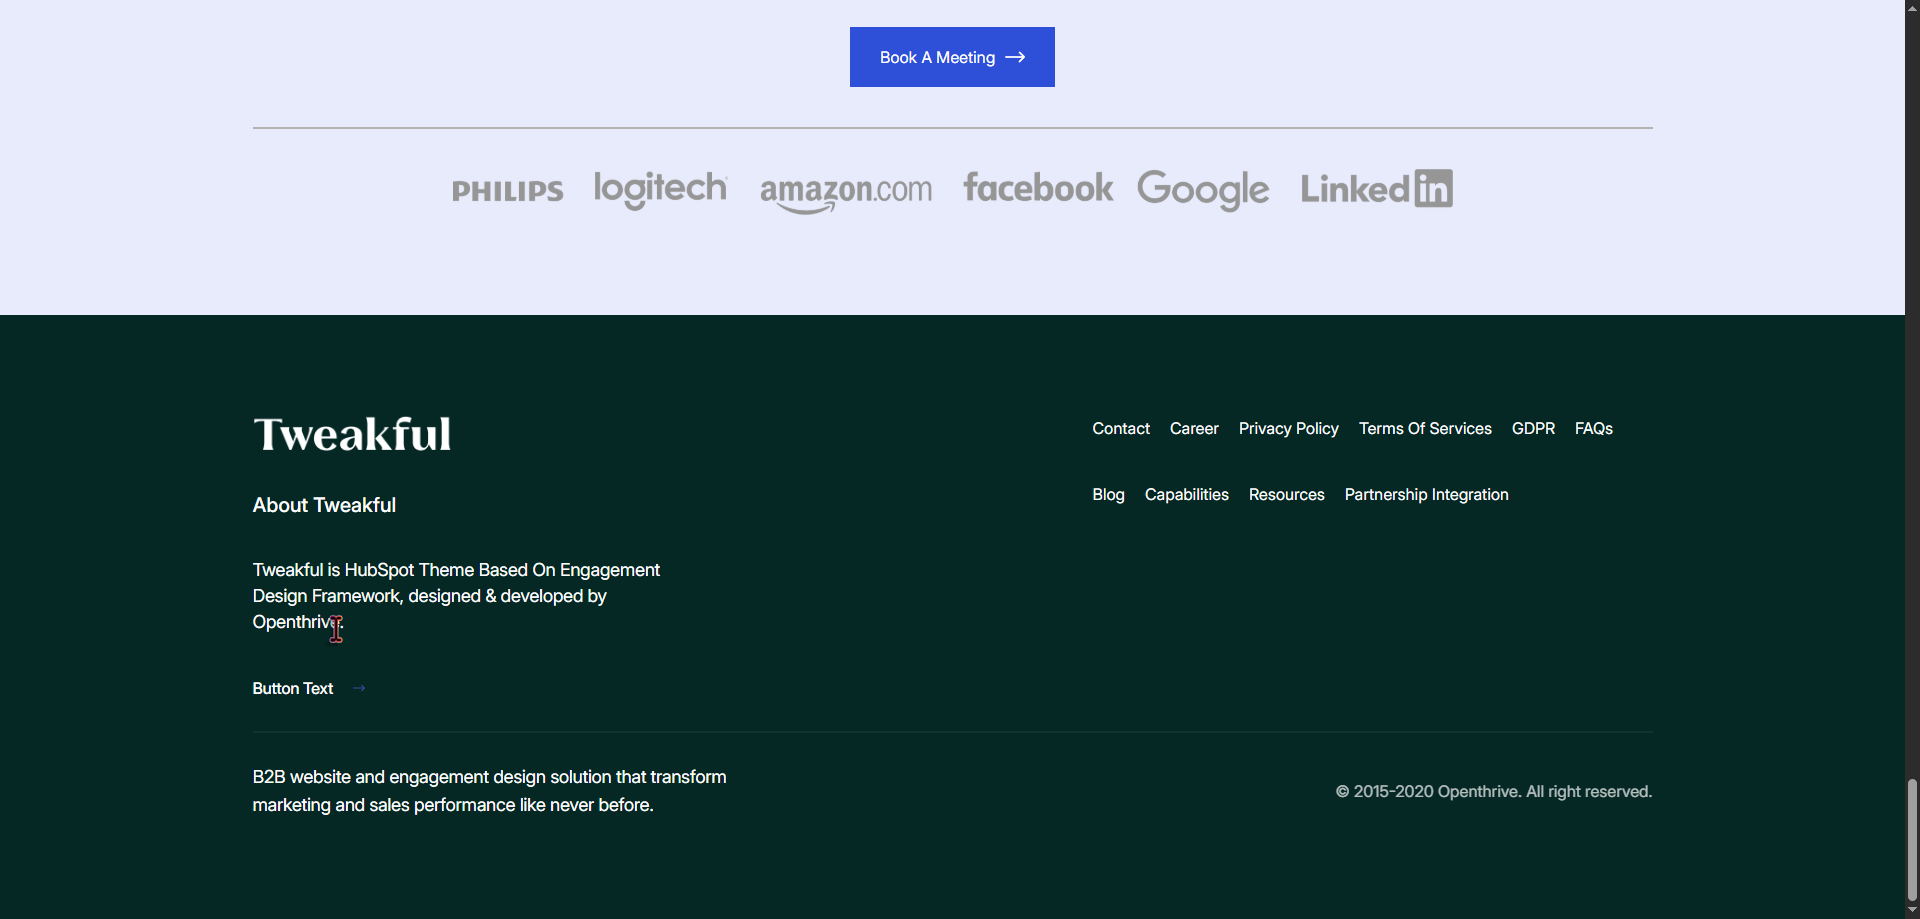 Book A Meeting
PHILIPS logitech amazon.com facebook Google Linkedin
Tweakful
Contact Career Privacy Policy Terms Of Services GDPR FAQs
Blog Capabilities Resources Partnership Integration
About Tweakful
Tweakful is HubSpot Theme Based On Engagement
Design Framework, designed & developed by
Openthrive.
Button Text
B2B website and engagement design solution that transform
marketing and sales performance like never before.
© 2015-2020 Openthrive. All right reserved.